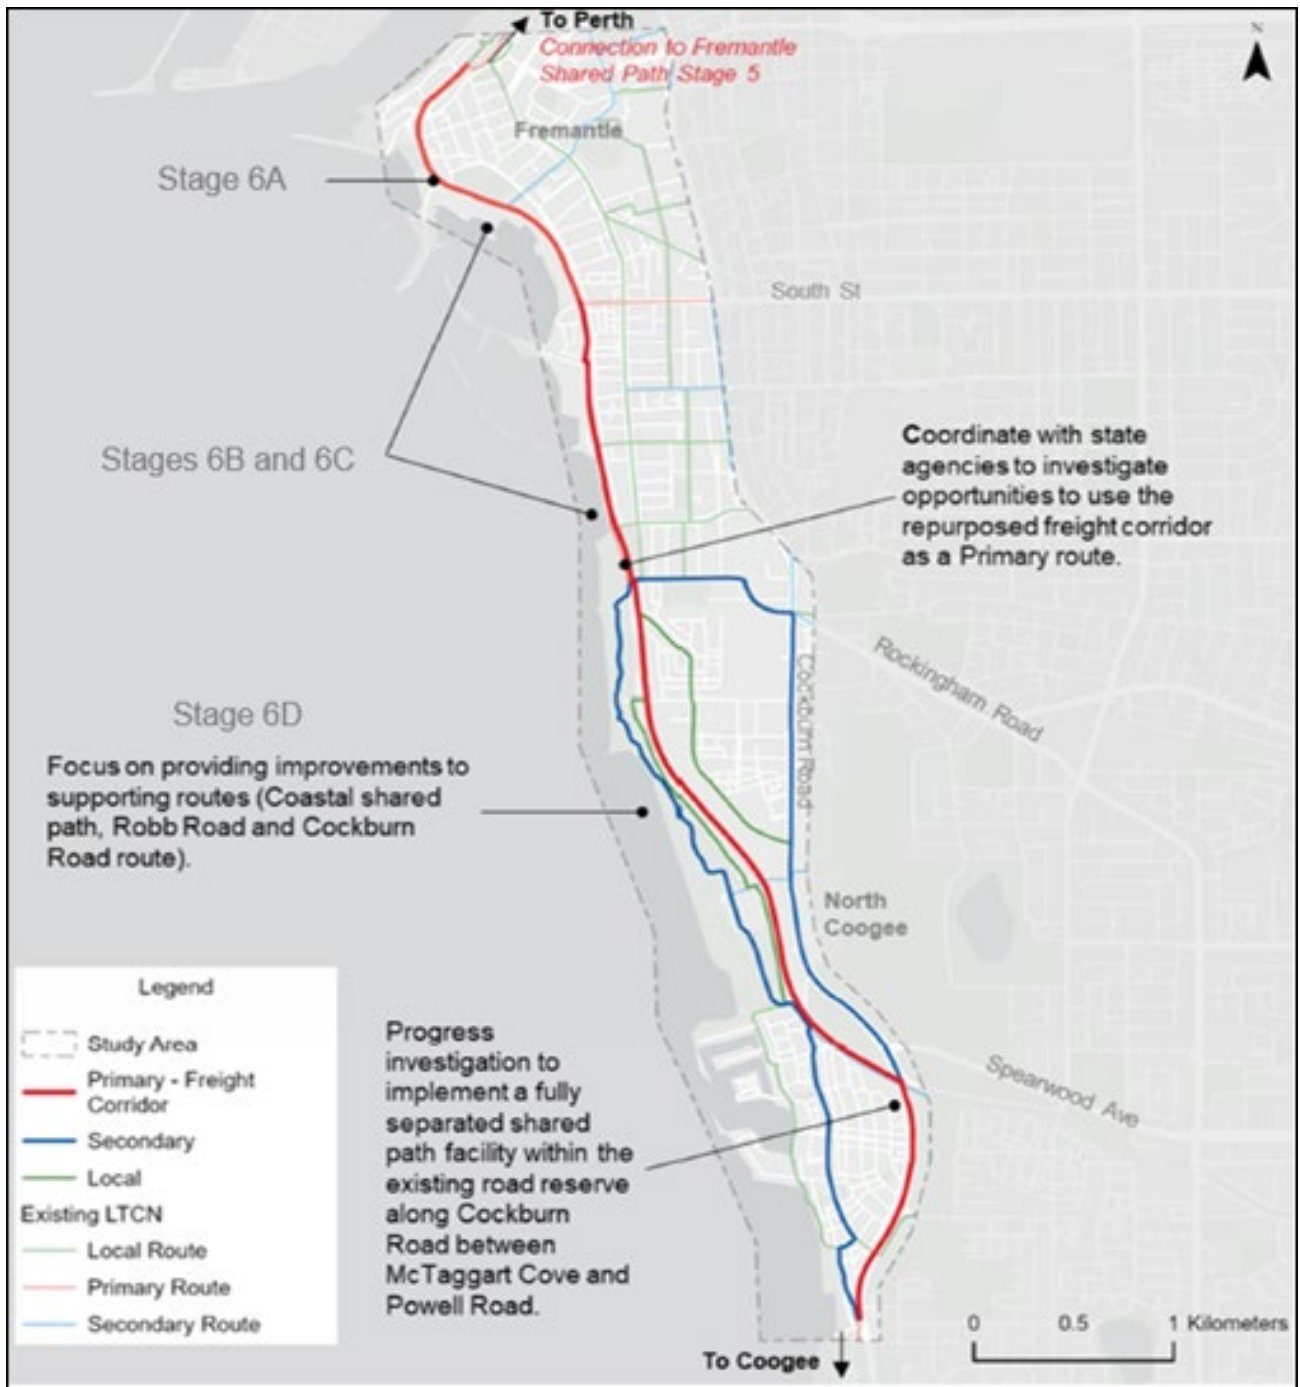 To Perth
Connection to Fremantle
Shared Path Stage 5
N
Fremantle
Stage 6A
South St
Stages 6B and 6C
Coordinate with state
agencies to investigate
opportunities to use the
repurposed freight corridor
as a Primary route.
Rockingham Road
Cockburn Road
Stage 6D
Focus on providing improvements to
supporting routes (Coastal shared
path, Robb Road and Cockburn
Road route).
North
Coogee
Progress
investigation to
implement a fully
separated shared
path facility within the
existing road reserve
along Cockburn
Road between
McTaggart Cove and
Powell Road.
Spearwood Ave
Legend
Study Area
Primary - Freight
Corridor
Secondary
Local
Existing LTCN
Local Route
Primary Route
Secondary Route
0 0.5 1 Kilometers
To Coogee